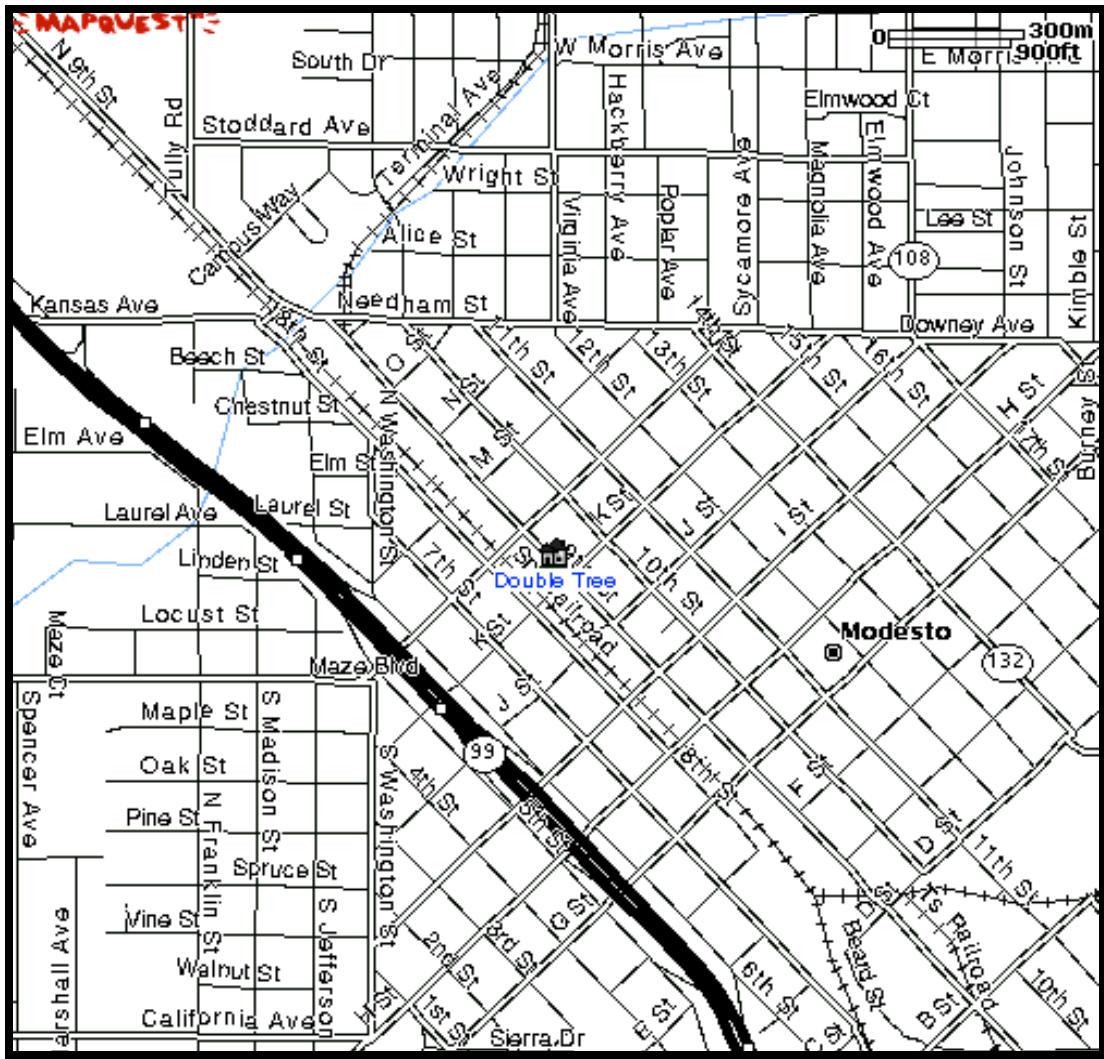 MAPQUEST
0 300m
900ft
N 9th St
South Dr
W Morris Ave
E Morris
Tully Rd
Stoddard Ave
Terminal Ave
Hackberry Ave
Elmwood Ct
Elmwood Ave
Magnolia Ave
Sycamore Ave
Johnson St
Wright St
Virginia Ave
Poplar Ave
Lee St
Kimble St
Campus Way
Alice St
108
Kansas Ave
Needham St
14th St
Downey Ave
8th St
Beech St
O St
11th St
12th St
13th St
15th St
16th St
N St
H St
Chestnut St
N Washington St
M St
17th St
Burney St
Elm Ave
Elm St
Laurel Ave
Laurel St
K St
J St
I St
Linden St
7th St
Double Tree
10th St
Railroad
Locust St
K St
Modesto
Maze Ct
Maze Blvd
132
J St
Spencer Ave
Maple St
S Madison St
99
S Washington St
4th St
8th St
Oak St
F St
N Franklin St
Pine St
5th St
D St
11th St
Spruce St
G St
Vine St
S Jefferson
2nd St
3rd St
Beard St
Ts Railroad
Walnut St
6th St
10th St
California Ave
1st St
Sierra Dr
E St
B St